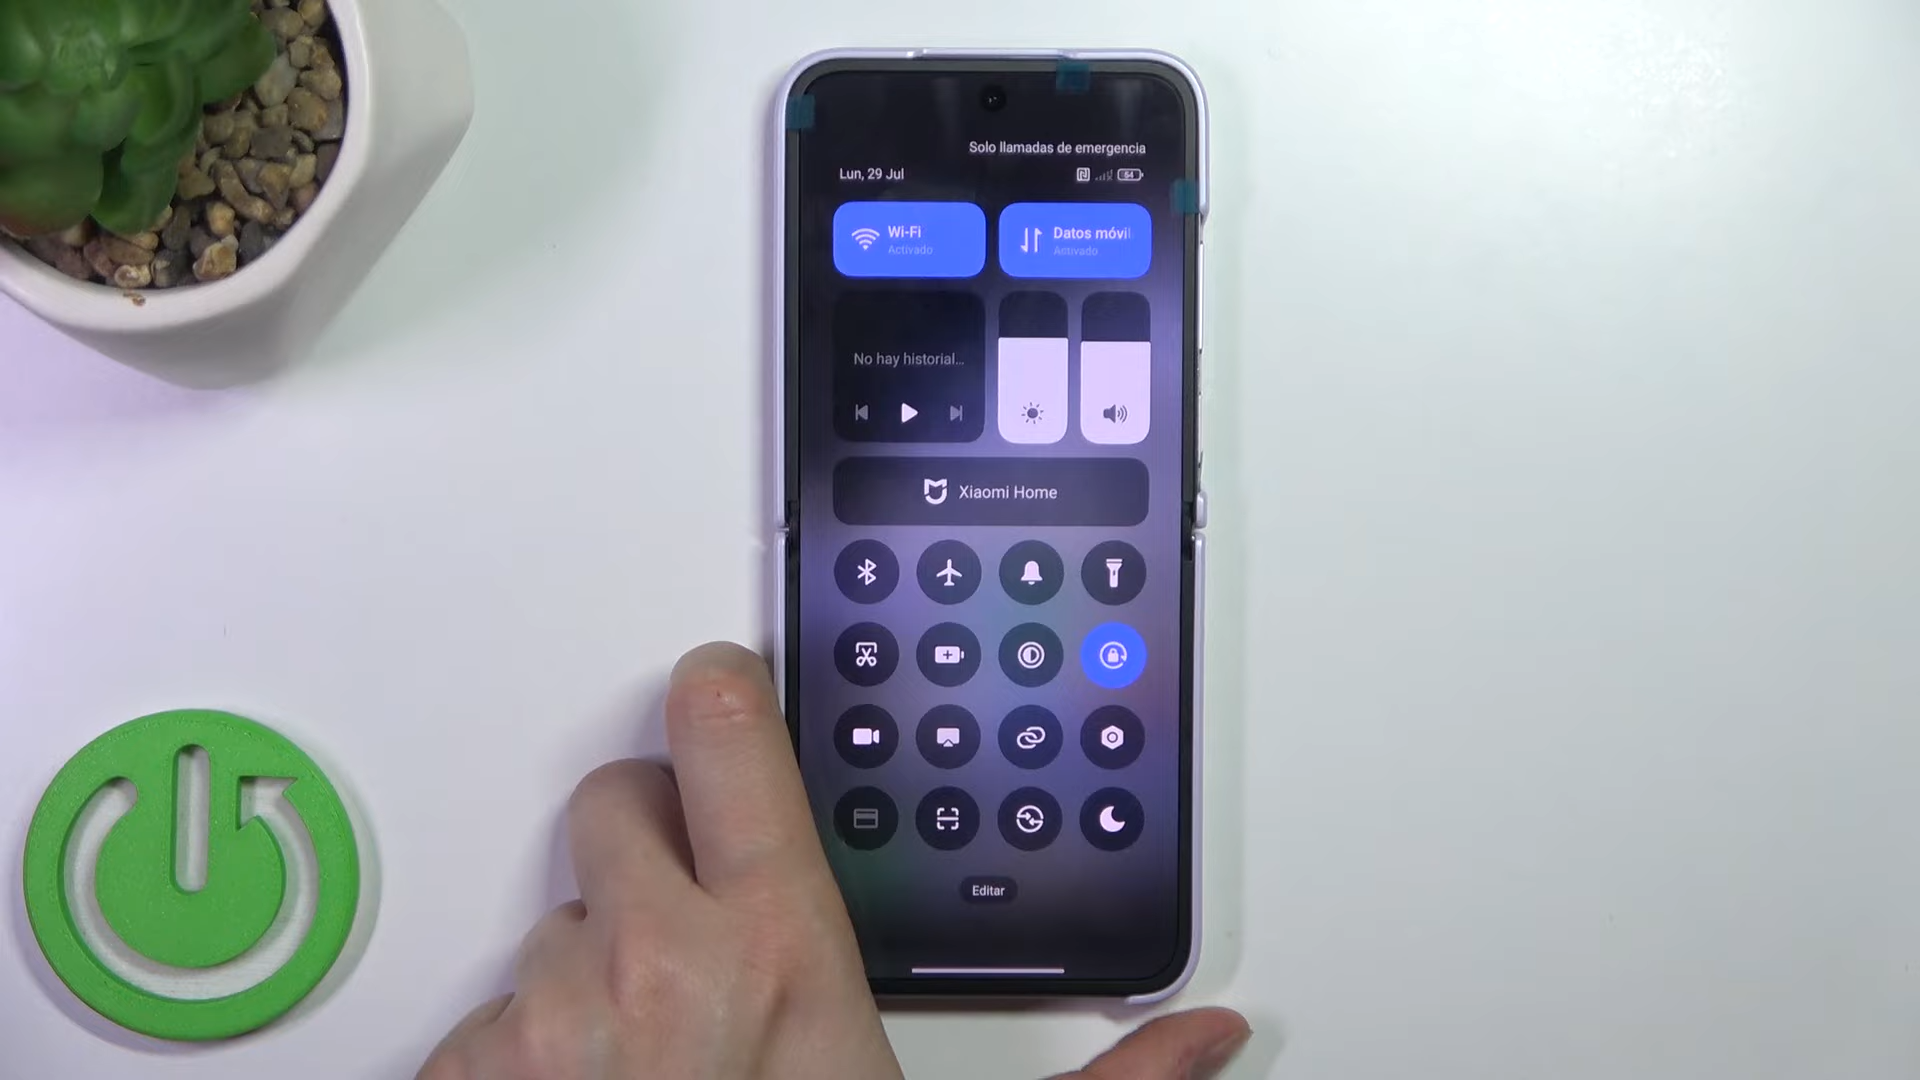 Solo llamadas de emergencia
Lun, 29 Jul
54
Wi-Fi
Activado
Datos móvil
Activado
No hay historial...
Xiaomi Home
Editar